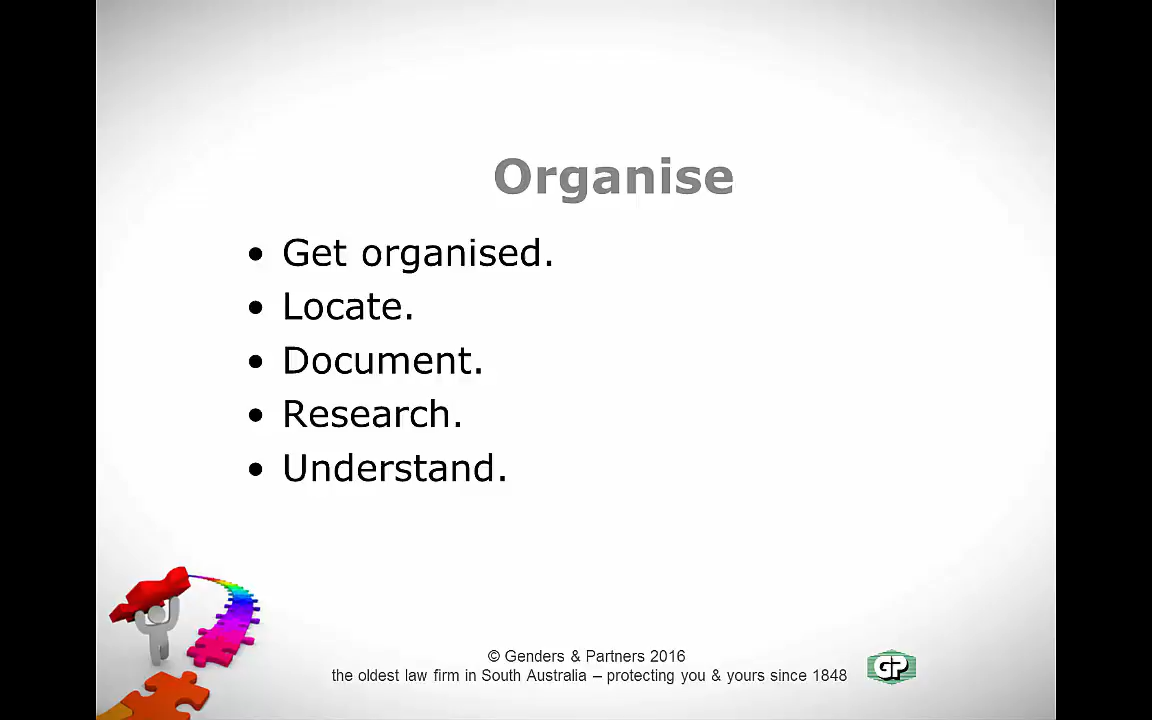 Organise
• Get organised.
• Locate.
• Document.
• Research.
• Understand.
© Genders & Partners 2016
the oldest law firm in South Australia – protecting you & yours since 1848
GP